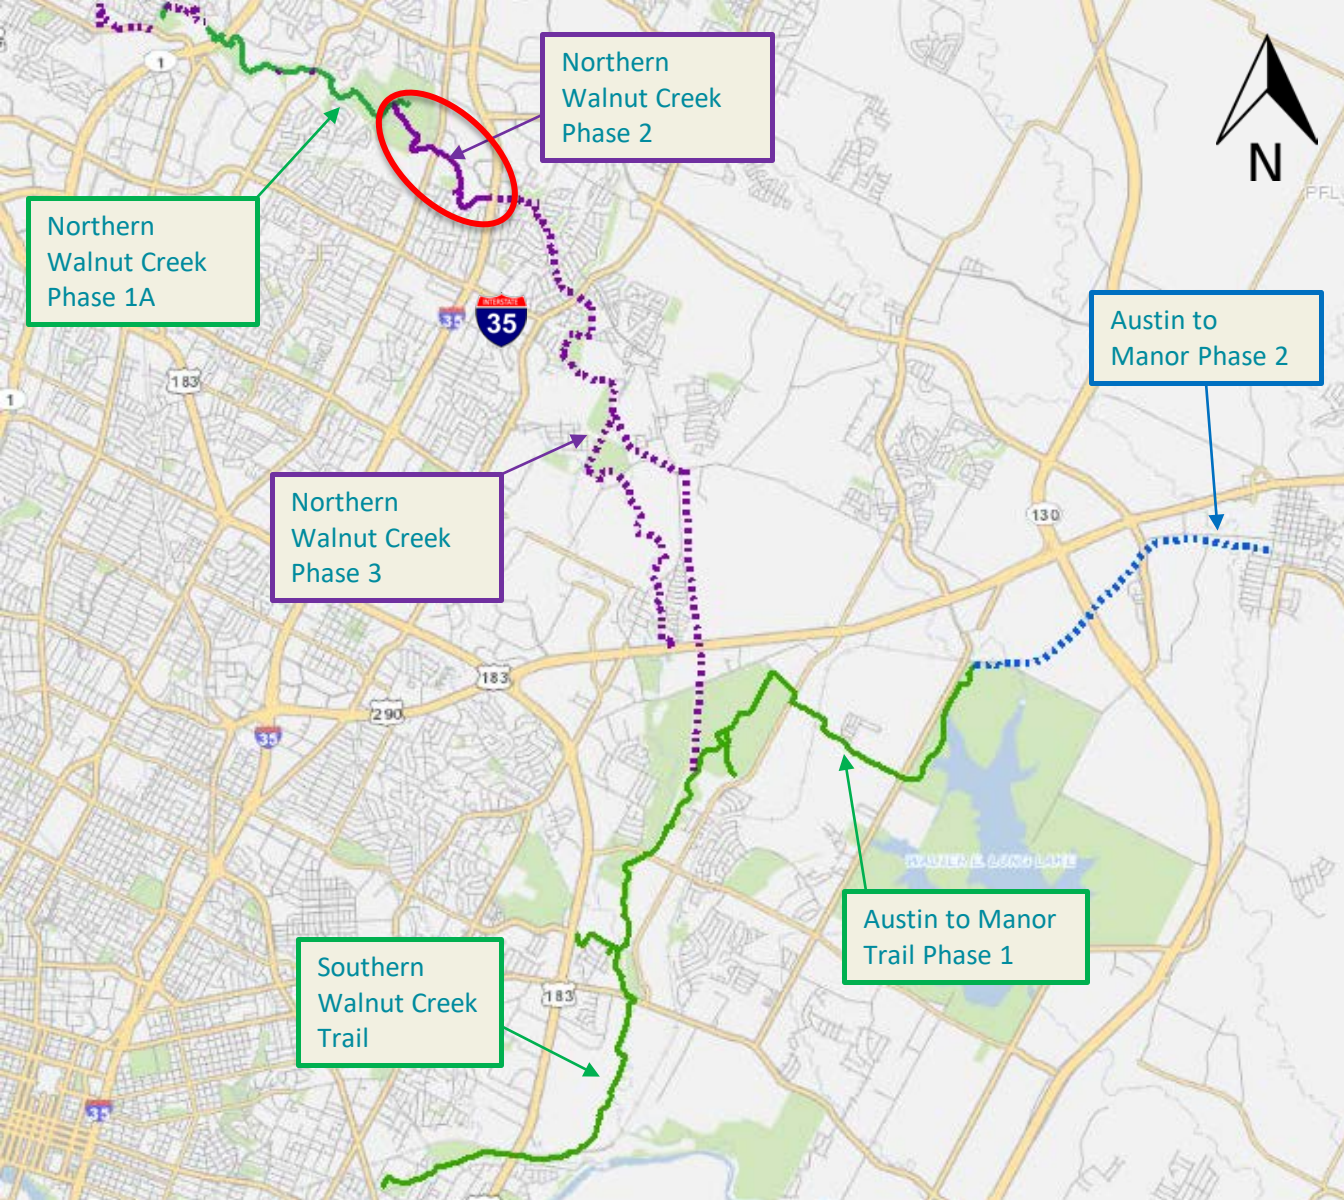 1
Northern
Walnut Creek
Phase 2
N
PFL
Northern
Walnut Creek
Phase 1A
35
INTERSTATE
35
Austin to
Manor Phase 2
183
1
Northern
Walnut Creek
Phase 3
130
183
290
35
WALTER E. LONG LAKE
Austin to Manor
Trail Phase 1
Southern
Walnut Creek
Trail
183
35